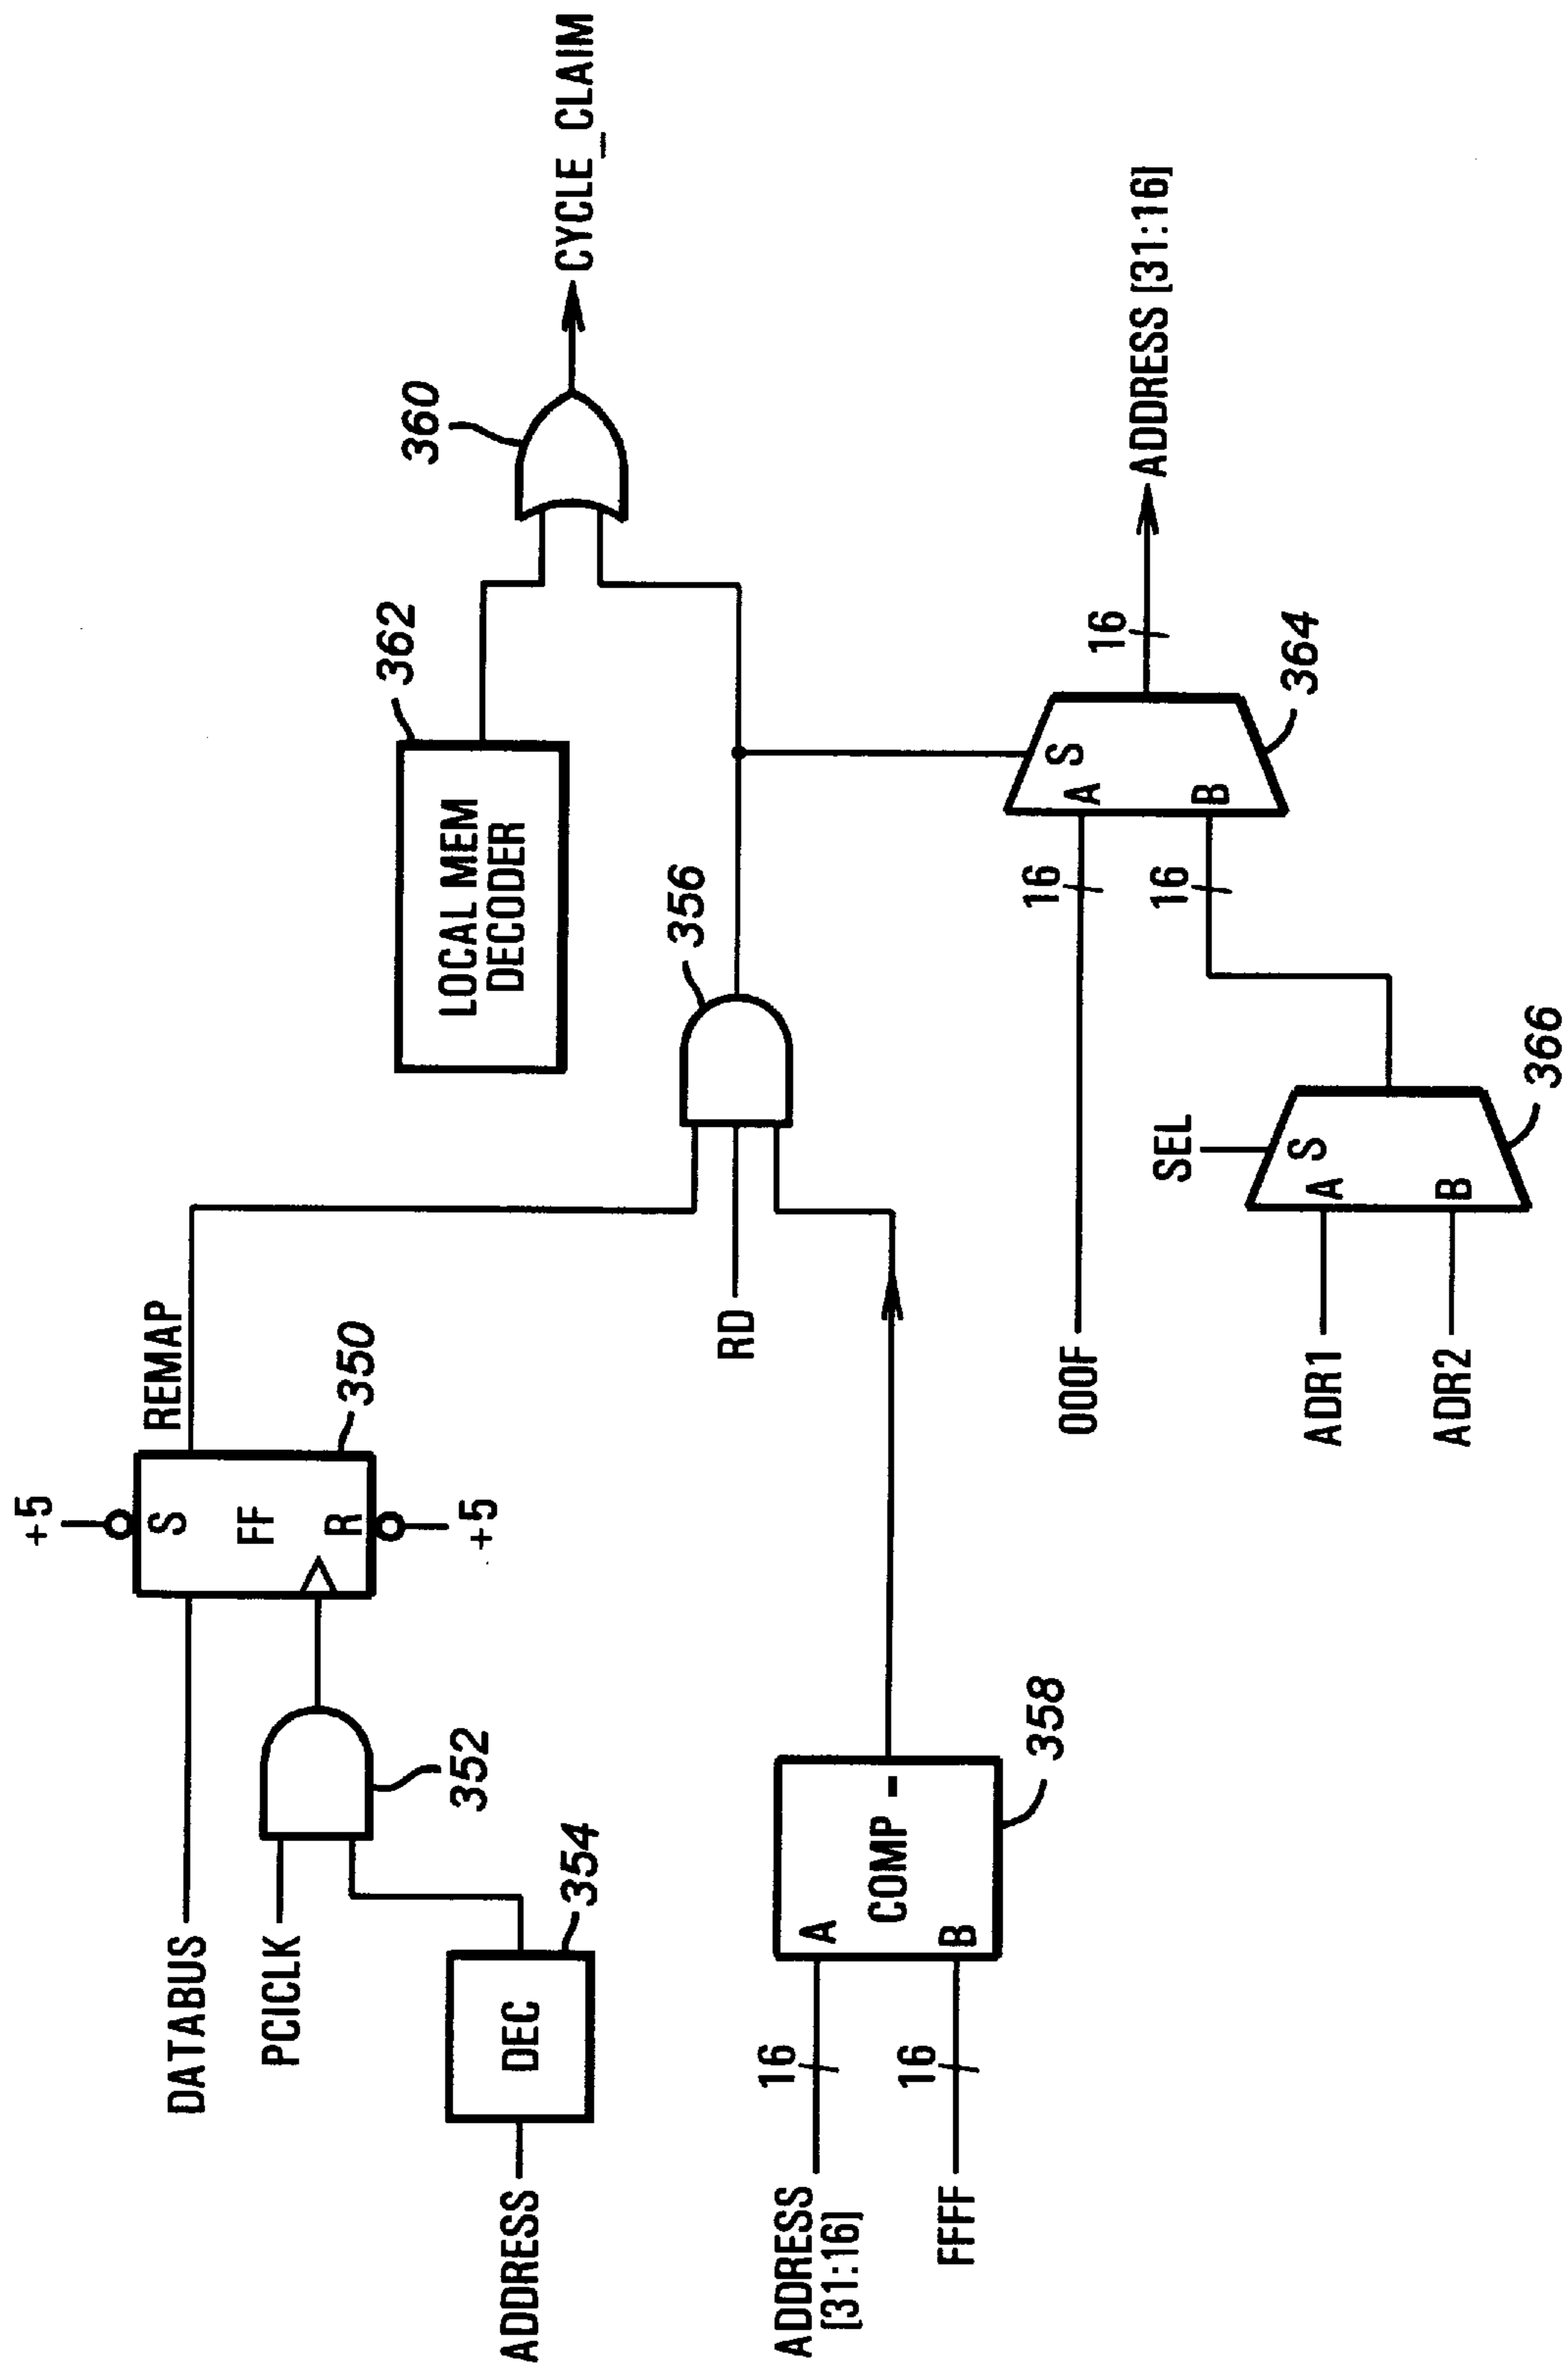 +5
REMAP
DATABUS
S
FF
R
350
+5
PCICLK
352
DEC
354
ADDRESS
362
LOCAL MEM
DECODER
360
CYCLE_CLAIM
356
RD
ADDRESS
[31:16]
16
FFFF
16
A
COMP =
B
358
000F
16
16
A
S
B
364
16
ADDRESS [31:16]
SEL
ADR1
ADR2
A
S
B
366